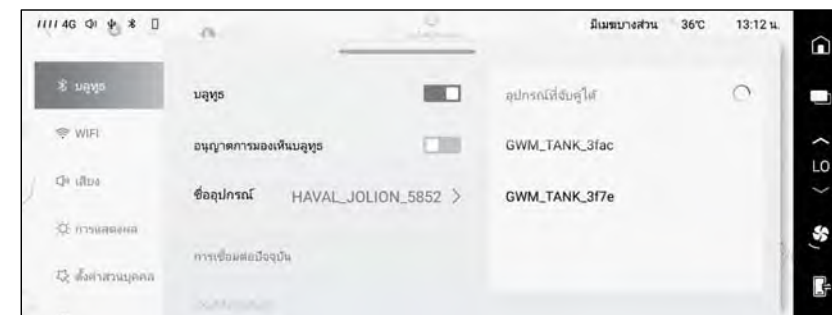 4G มีเมฆบางส่วน 36℃ 13:12 น.
บลูทูธ
WIFI
เสียง
การแสดงผล
ตั้งค่าส่วนบุคคล
บลูทูธ
อนุญาตการมองเห็นบลูทูธ
ชื่ออุปกรณ์ HAVAL_JOLION_5852 >
การเชื่อมต่อปัจจุบัน
อุปกรณ์ที่จับคู่ได้
GWM_TANK_3fac
GWM_TANK_3f7e
LO